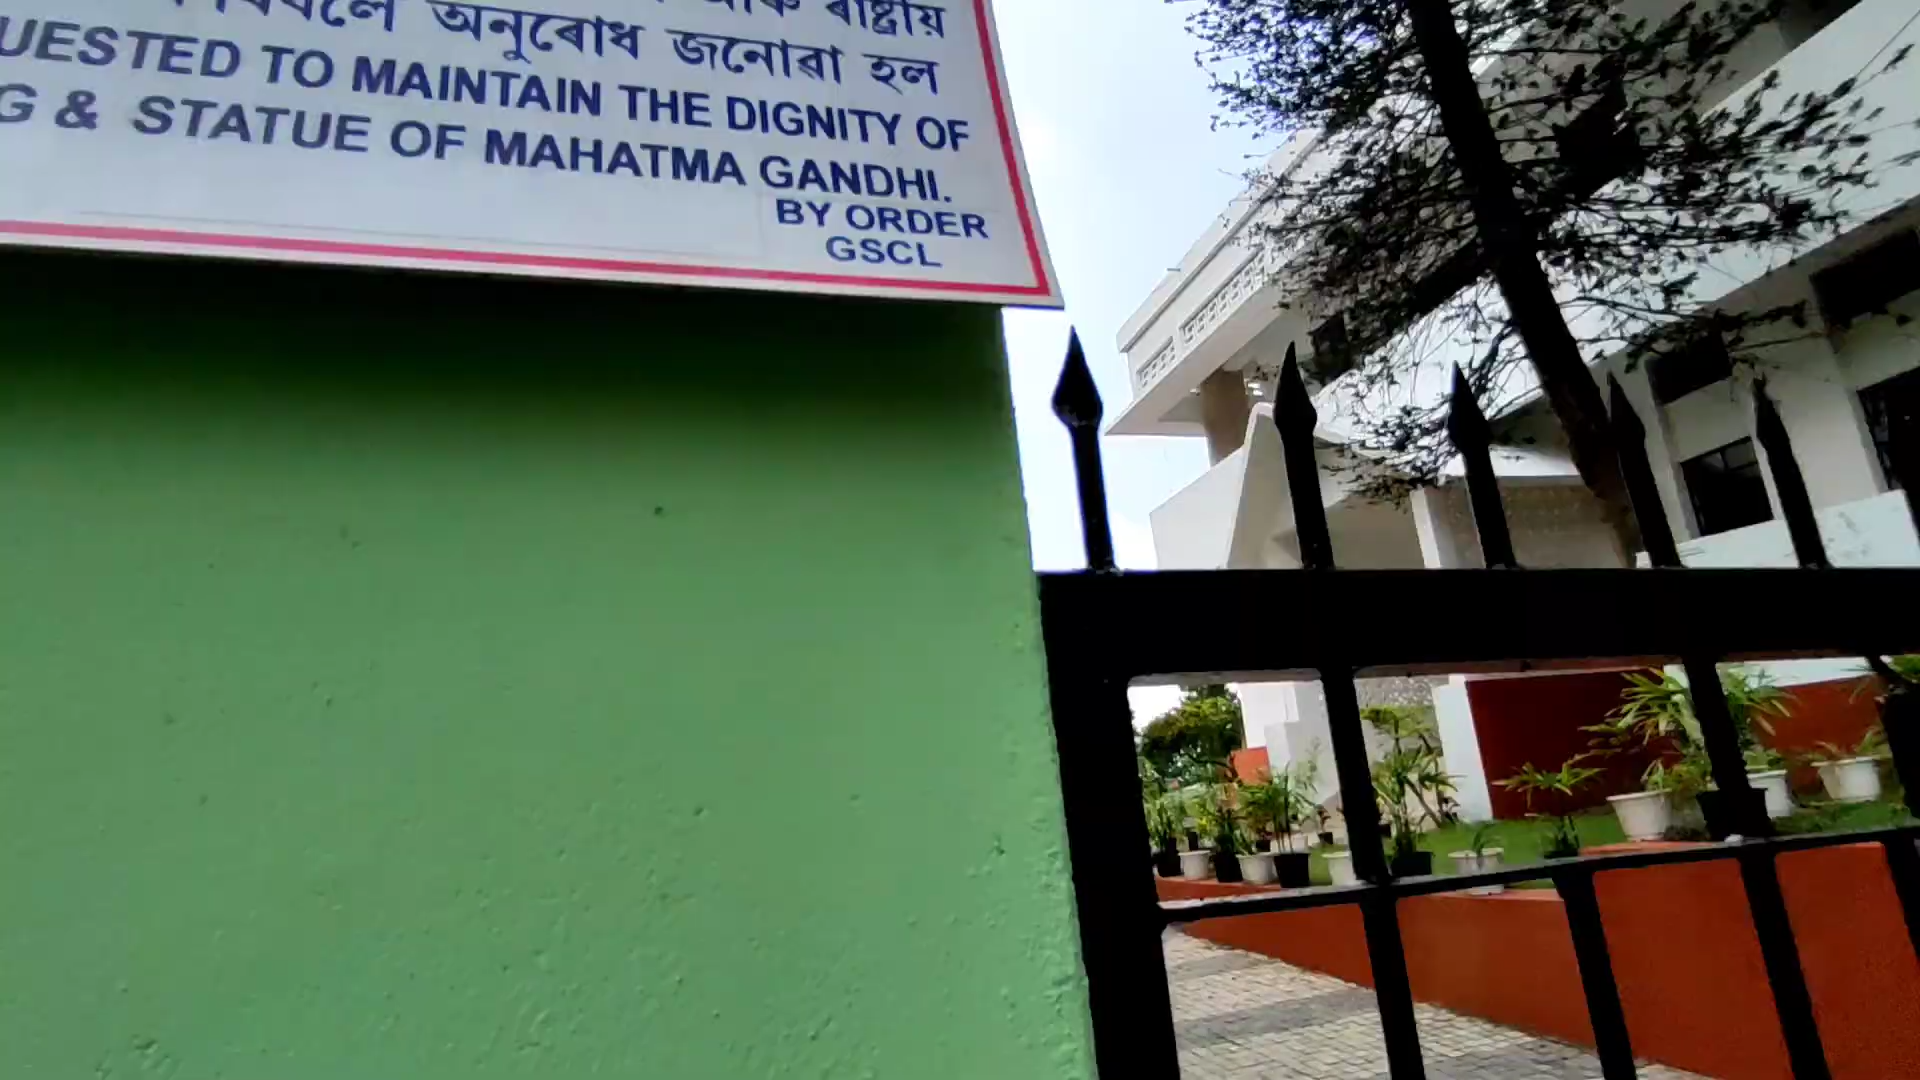 ৰাষ্ট্ৰীয়
অনুৰোধ জনোৱা হল
UESTED TO MAINTAIN THE DIGNITY OF
G & STATUE OF MAHATMA GANDHI.
BY ORDER
GSCL